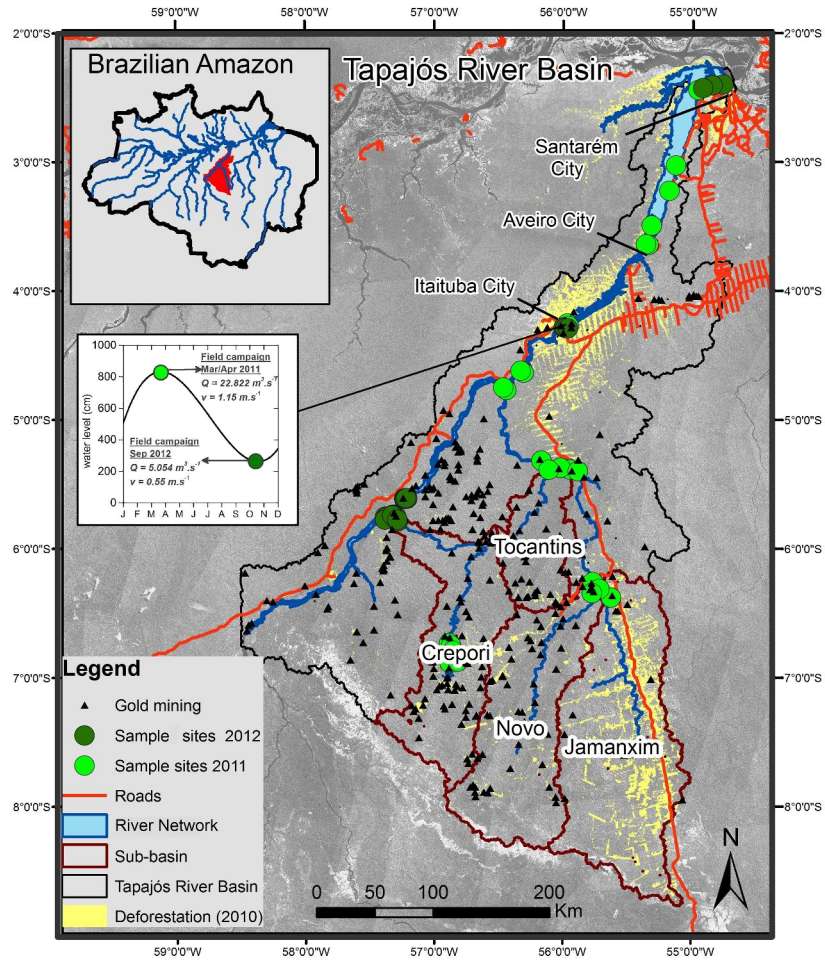 59°0'0"W 58°0'0"W 57°0'0"W 56°0'0"W 55°0'0"W
2°0'0"S 2°0'0"S
Brazilian Amazon
Tapajós River Basin
Santarém
City
3°0'0"S 3°0'0"S
Aveiro City
Itaituba City
4°0'0"S 4°0'0"S
1000
800
600
400
200
0
water level (cm)
Field campaign
Mar/Apr 2011
Q = 22.822 m³.s⁻¹
v = 1.15 m.s⁻¹
Field campaign
Sep 2012
Q = 5.054 m³.s⁻¹
v = 0.55 m.s⁻¹
J F M A M J J A S O N D
5°0'0"S 5°0'0"S
6°0'0"S 6°0'0"S
Tocantins
Crepori
7°0'0"S 7°0'0"S
Novo
Jamanxim
8°0'0"S 8°0'0"S
Legend
Gold mining
Sample sites 2012
Sample sites 2011
Roads
River Network
Sub-basin
Tapajós River Basin
Deforestation (2010)
N
0 50 100 200
Km
59°0'0"W 58°0'0"W 57°0'0"W 56°0'0"W 55°0'0"W